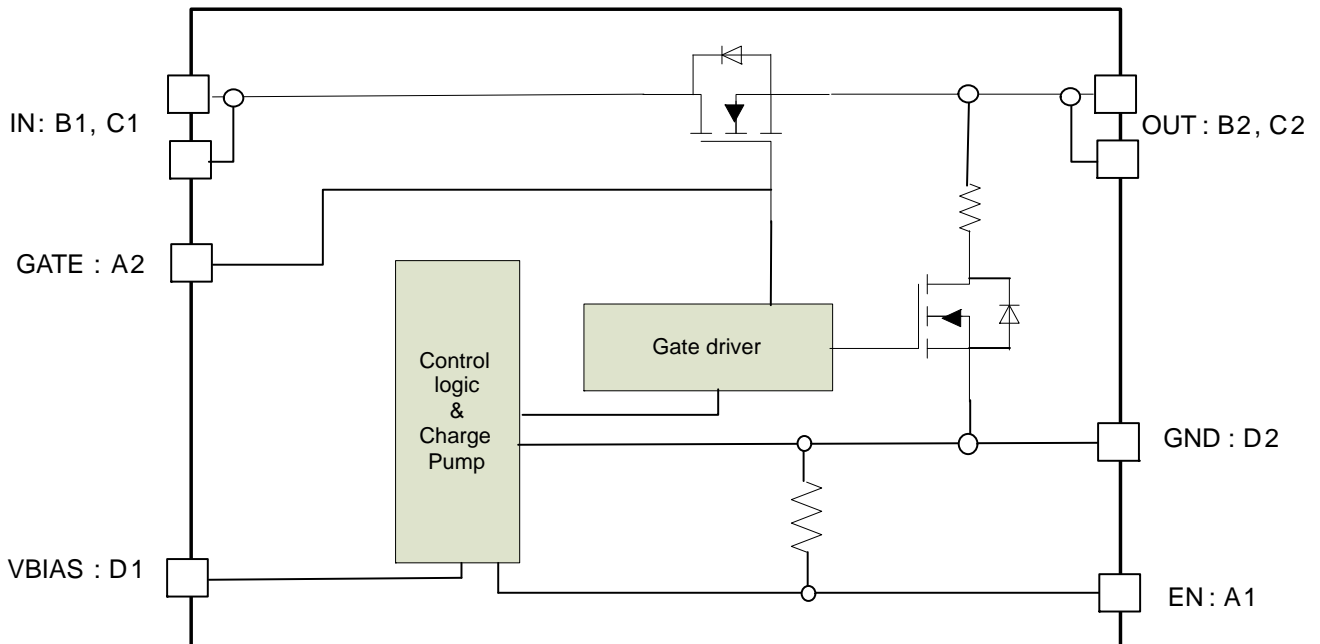 IN: B1, C1
OUT : B2, C2
GATE : A2
Gate driver
Control
logic
&
Charge
Pump
GND : D2
VBIAS : D1
EN : A1